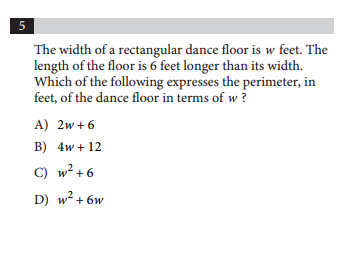 5
The width of a rectangular dance floor is w feet. The
length of the floor is 6 feet longer than its width.
Which of the following expresses the perimeter, in
feet, of the dance floor in terms of w ?
A) 2w + 6
B) 4w + 12
C) w² + 6
D) w² + 6w